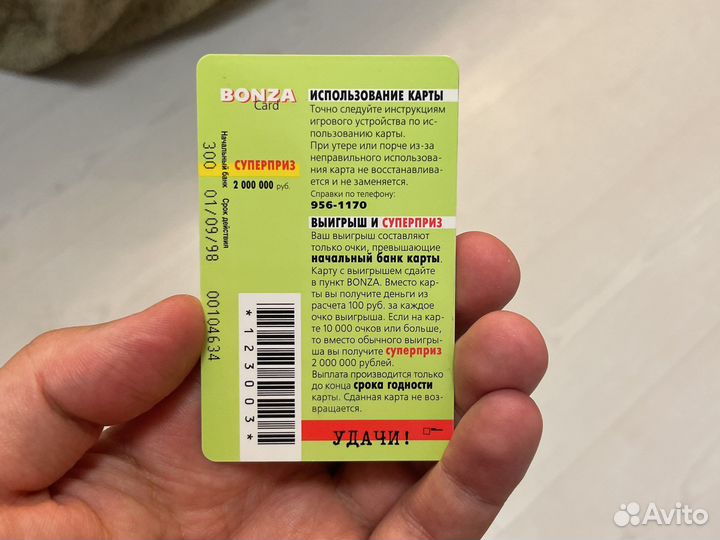 BONZA
Card
СУПЕРПРИЗ
2 000 000 руб.
Начальный банк Срок действия
300 01/09/98 00104634
*123003*
ИСПОЛЬЗОВАНИЕ КАРТЫ
Точно следуйте инструкциям
игрового устройства по ис-
пользованию карты.
При утере или порче из-за
неправильного использова-
ния карта не восстанавлива-
ется и не заменяется.
Справки по телефону:
956-1170
ВЫИГРЫШ И СУПЕРПРИЗ
Ваш выигрыш составляют
только очки, превышающие
начальный банк карты.
Карту с выигрышем сдайте
в пункт BONZA. Вместо кар-
ты вы получите деньги из
расчета 100 руб. за каждое
очко выигрыша. Если на кар-
те 10 000 очков или больше,
то вместо обычного выигры-
ша вы получите суперприз
2 000 000 рублей.
Выплата производится только
до конца срока годности
карты. Сданная карта не воз-
вращается.
УДАЧИ!
Avito